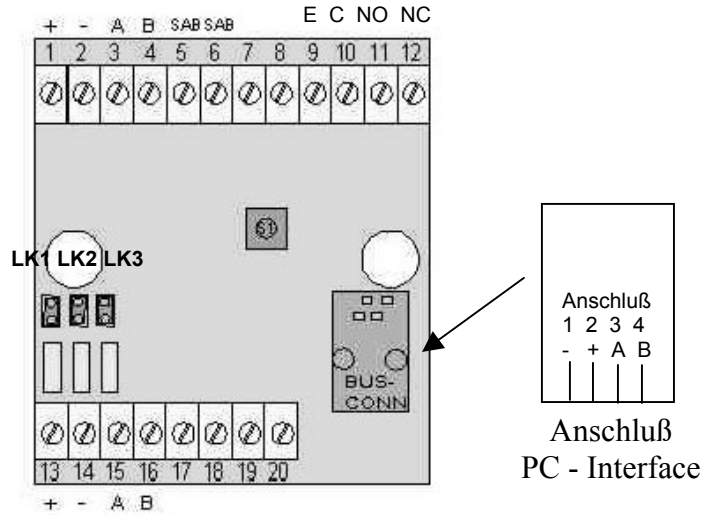 E C NO NC
+ - A B SAB SAB
1 2 3 4 5 6 7 8 9 10 11 12
S1
LK1 LK2 LK3
BUS-
CONN
13 14 15 16 17 18 19 20
+ - A B
Anschluß
1 2 3 4
- + A B
Anschluß
PC - Interface